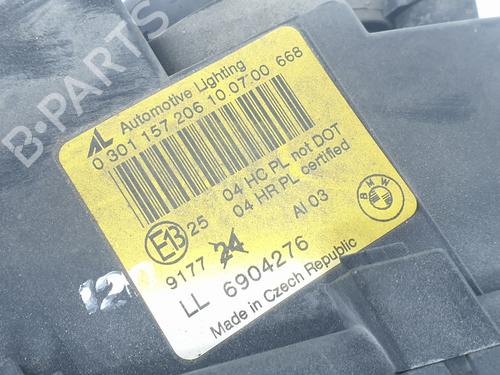 B-PARTS
AL Automotive Lighting
0 301 157 206 10.07.00 668
04 HC PL not DOT
04 HR PL certified
E13 25
AI 03
BMW
9177 24
LL 6904276
Made in Czech Republic